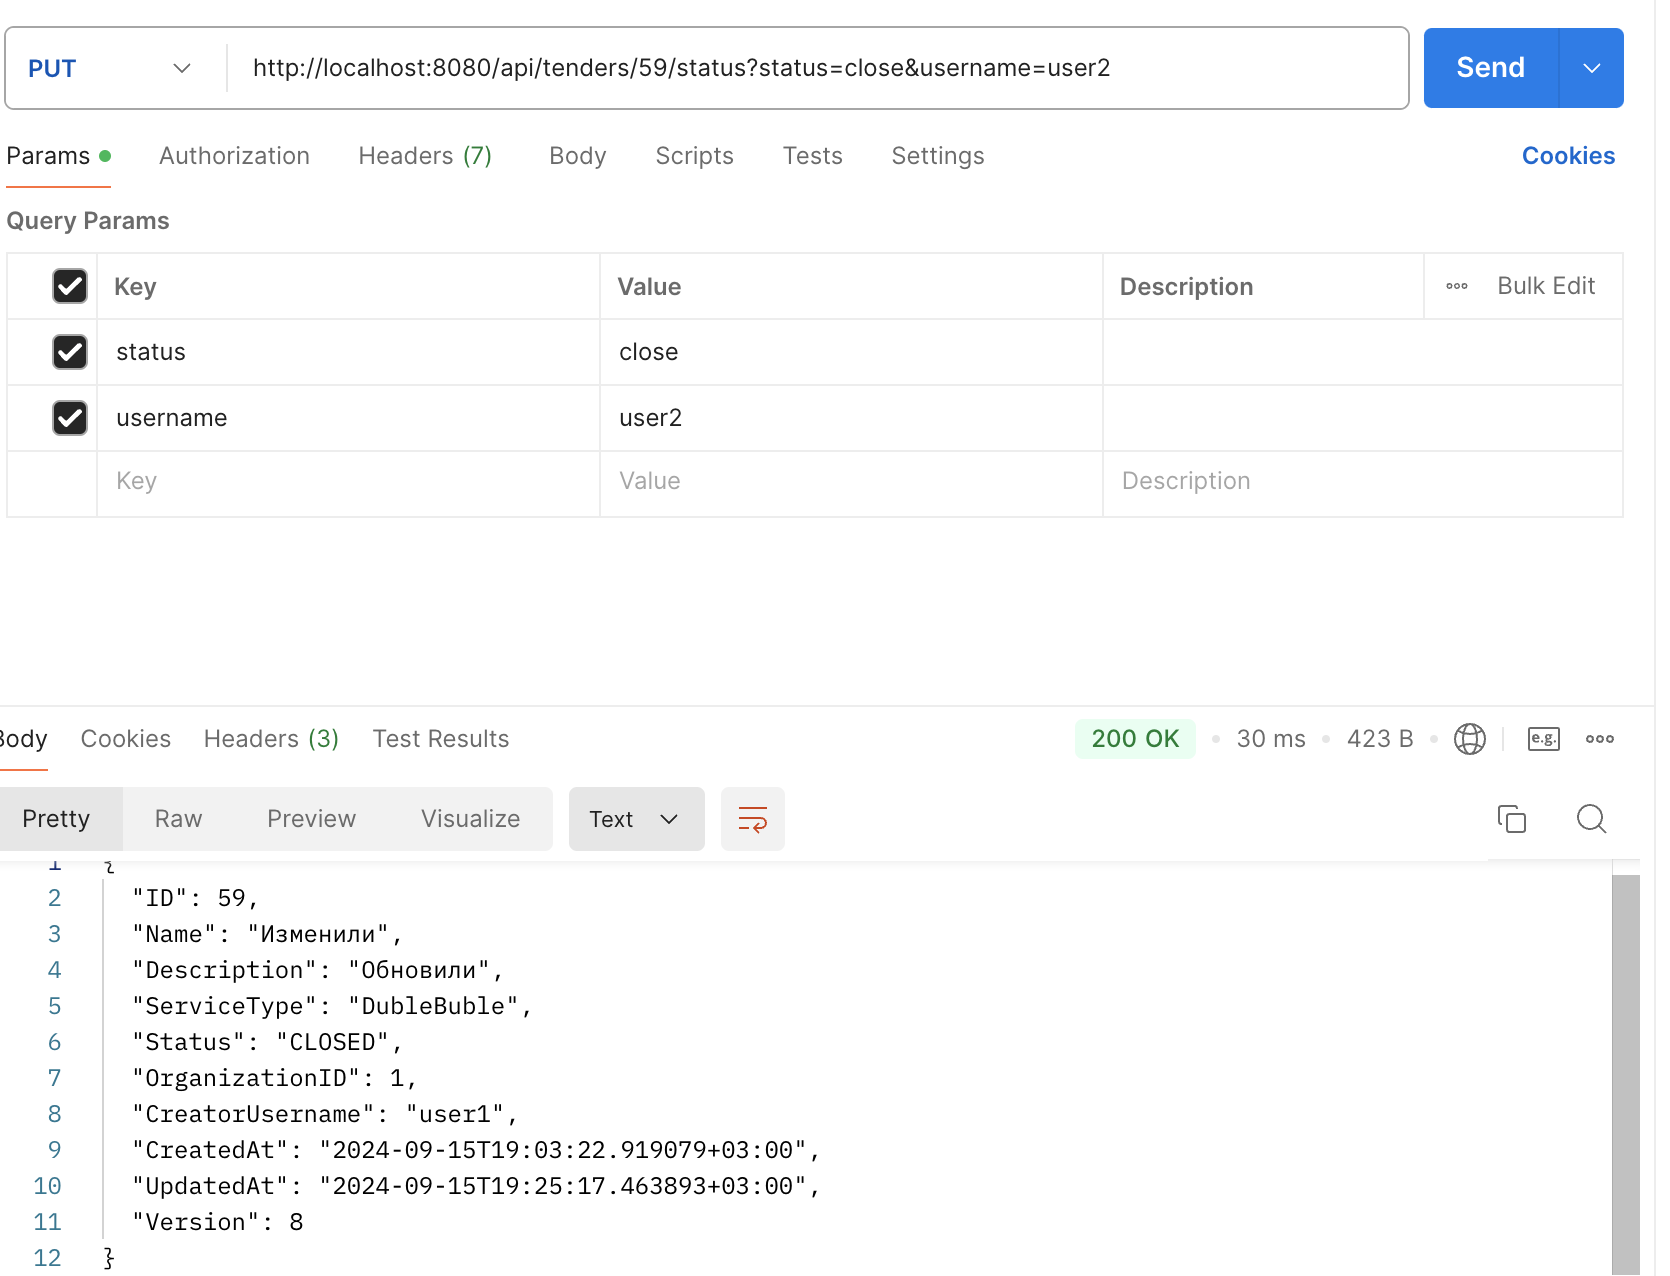 PUT http://localhost:8080/api/tenders/59/status?status=close&username=user2 Send
Params Authorization Headers (7) Body Scripts Tests Settings Cookies
Query Params
Key Value Description Bulk Edit
status close
username user2
Key Value Description
Body Cookies Headers (3) Test Results 200 OK 30 ms 423 B e.g.
Pretty Raw Preview Visualize Text
1 {
2 "ID": 59,
3 "Name": "Изменили",
4 "Description": "Обновили",
5 "ServiceType": "DubleBuble",
6 "Status": "CLOSED",
7 "OrganizationID": 1,
8 "CreatorUsername": "user1",
9 "CreatedAt": "2024-09-15T19:03:22.919079+03:00",
10 "UpdatedAt": "2024-09-15T19:25:17.463893+03:00",
11 "Version": 8
12 }